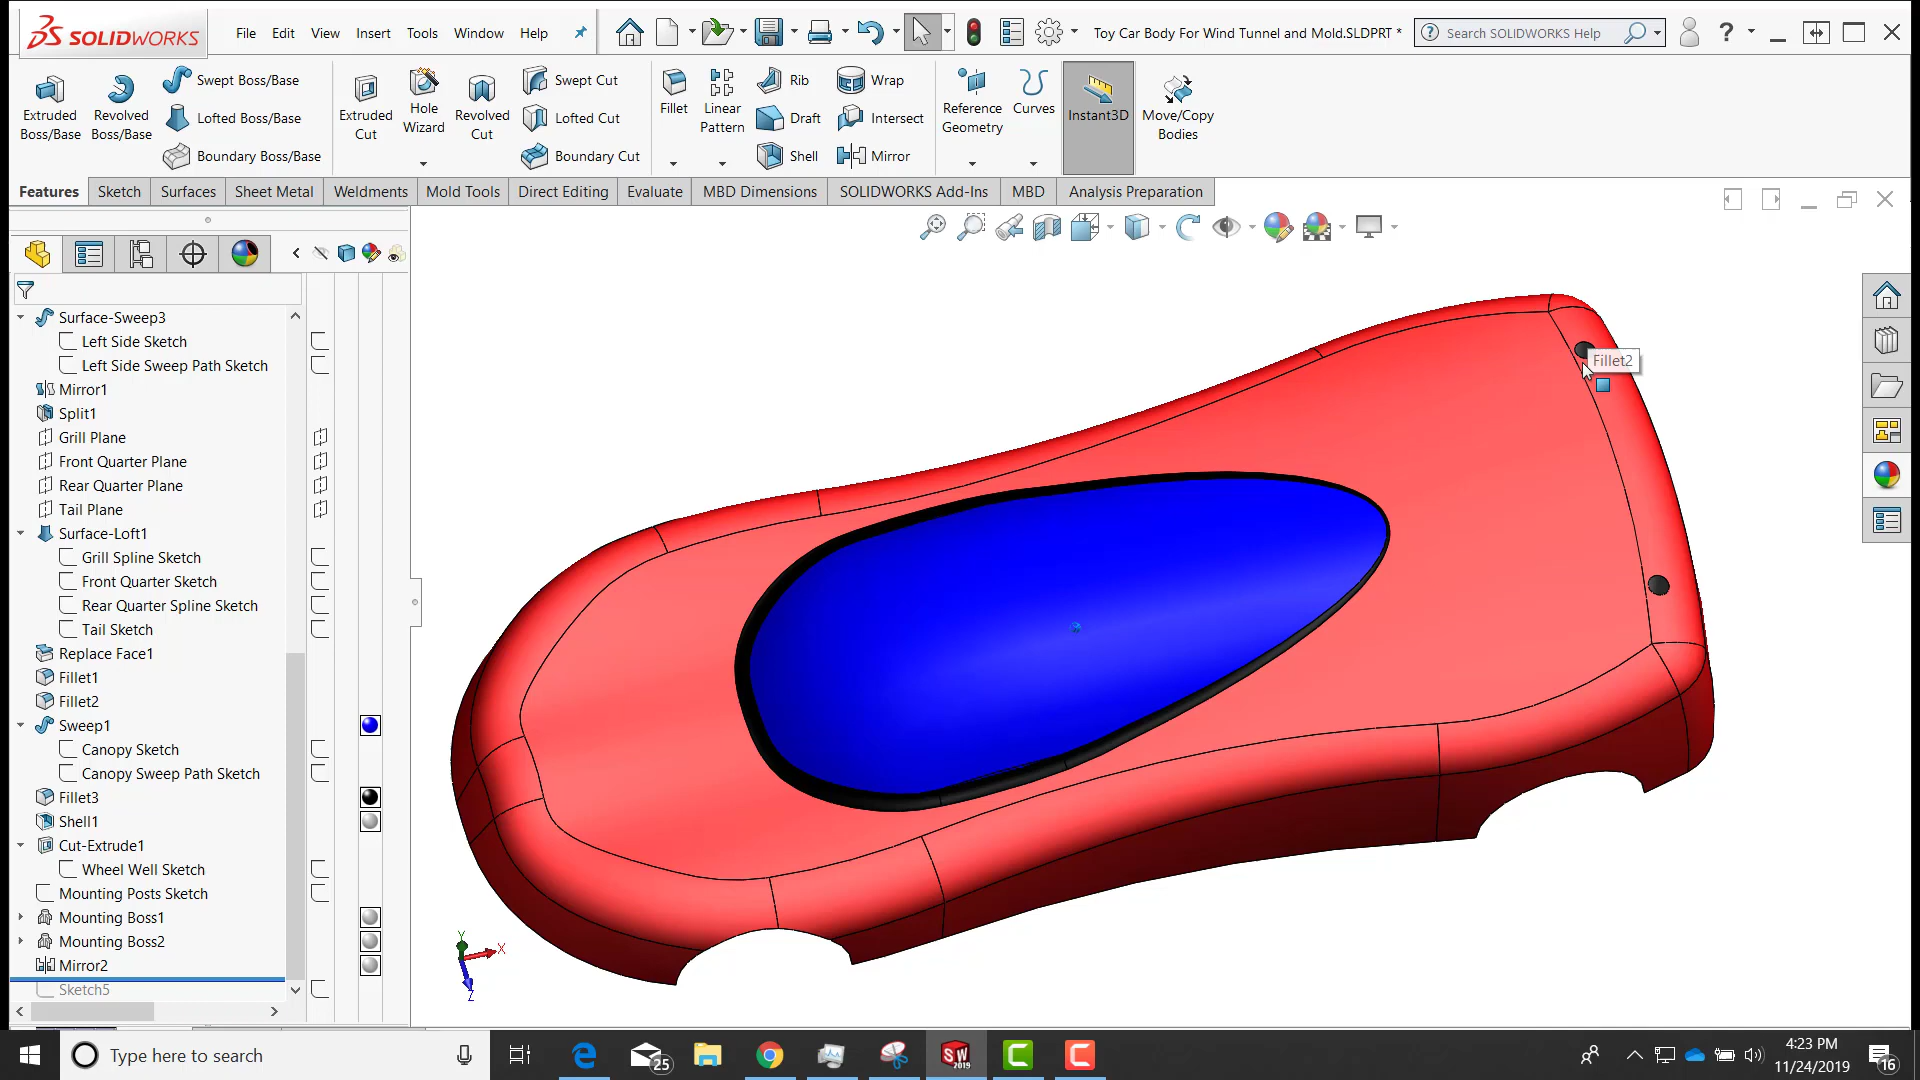 SOLIDWORKS
File Edit View Insert Tools Window Help
Toy Car Body For Wind Tunnel and Mold.SLDPRT *
Search SOLIDWORKS Help
?
Extruded Boss/Base
Revolved Boss/Base
Swept Boss/Base
Lofted Boss/Base
Boundary Boss/Base
Extruded Cut
Hole Wizard
Revolved Cut
Swept Cut
Lofted Cut
Boundary Cut
Fillet
Linear Pattern
Rib
Draft
Shell
Wrap
Intersect
Mirror
Reference Geometry
Curves
Instant3D
Move/Copy Bodies
Features Sketch Surfaces Sheet Metal Weldments Mold Tools Direct Editing Evaluate MBD Dimensions SOLIDWORKS Add-Ins MBD Analysis Preparation
Surface-Sweep3
Left Side Sketch
Left Side Sweep Path Sketch
Mirror1
Split1
Grill Plane
Front Quarter Plane
Rear Quarter Plane
Tail Plane
Surface-Loft1
Grill Spline Sketch
Front Quarter Sketch
Rear Quarter Spline Sketch
Tail Sketch
Replace Face1
Fillet1
Fillet2
Sweep1
Canopy Sketch
Canopy Sweep Path Sketch
Fillet3
Shell1
Cut-Extrude1
Wheel Well Sketch
Mounting Posts Sketch
Mounting Boss1
Mounting Boss2
Mirror2
Sketch5
Fillet2
Y
X
Z
Type here to search
25
SW
2019
4:23 PM
11/24/2019
16